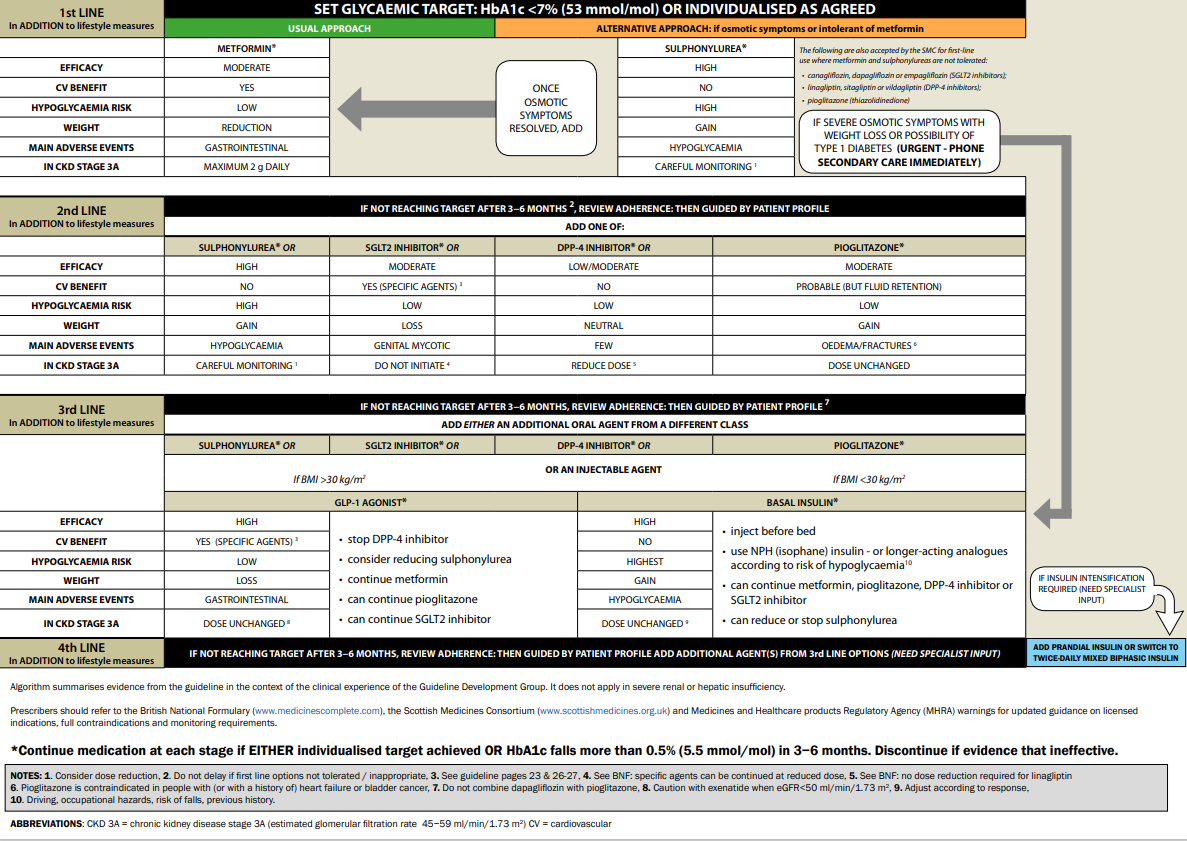 1st LINE
In ADDITION to lifestyle measures
SET GLYCAEMIC TARGET: HbA1c <7% (53 mmol/mol) OR INDIVIDUALISED AS AGREED
USUAL APPROACH
ALTERNATIVE APPROACH: if osmotic symptoms or intolerant of metformin
METFORMIN*
SULPHONYLUREA*
EFFICACY MODERATE HIGH
CV BENEFIT YES NO
HYPOGLYCAEMIA RISK LOW HIGH
WEIGHT REDUCTION GAIN
MAIN ADVERSE EVENTS GASTROINTESTINAL HYPOGLYCAEMIA
IN CKD STAGE 3A MAXIMUM 2 g DAILY CAREFUL MONITORING 1
ONCE
OSMOTIC
SYMPTOMS
RESOLVED, ADD
The following are also accepted by the SMC for first-line
use where metformin and sulphonylureas are not tolerated:
• canagliflozin, dapagliflozin or empagliflozin (SGLT2 inhibitors);
• linagliptin, sitagliptin or vildagliptin (DPP-4 inhibitors);
• pioglitazone (thiazolidinedione)
IF SEVERE OSMOTIC SYMPTOMS WITH
WEIGHT LOSS OR POSSIBILITY OF
TYPE 1 DIABETES (URGENT - PHONE
SECONDARY CARE IMMEDIATELY)
2nd LINE
In ADDITION to lifestyle measures
IF NOT REACHING TARGET AFTER 3–6 MONTHS 2, REVIEW ADHERENCE: THEN GUIDED BY PATIENT PROFILE
ADD ONE OF:
SULPHONYLUREA* OR SGLT2 INHIBITOR* OR DPP-4 INHIBITOR* OR PIOGLITAZONE*
EFFICACY HIGH MODERATE LOW/MODERATE MODERATE
CV BENEFIT NO YES (SPECIFIC AGENTS) 3 NO PROBABLE (BUT FLUID RETENTION)
HYPOGLYCAEMIA RISK HIGH LOW LOW LOW
WEIGHT GAIN LOSS NEUTRAL GAIN
MAIN ADVERSE EVENTS HYPOGLYCAEMIA GENITAL MYCOTIC FEW OEDEMA/FRACTURES 6
IN CKD STAGE 3A CAREFUL MONITORING 1 DO NOT INITIATE 4 REDUCE DOSE 5 DOSE UNCHANGED
3rd LINE
In ADDITION to lifestyle measures
IF NOT REACHING TARGET AFTER 3–6 MONTHS, REVIEW ADHERENCE: THEN GUIDED BY PATIENT PROFILE 7
ADD EITHER AN ADDITIONAL ORAL AGENT FROM A DIFFERENT CLASS
SULPHONYLUREA* OR SGLT2 INHIBITOR* OR DPP-4 INHIBITOR* OR PIOGLITAZONE*
OR AN INJECTABLE AGENT
If BMI >30 kg/m2 If BMI <30 kg/m2
GLP-1 AGONIST* BASAL INSULIN*
EFFICACY HIGH HIGH
CV BENEFIT YES (SPECIFIC AGENTS) 3 NO
HYPOGLYCAEMIA RISK LOW HIGHEST
WEIGHT LOSS GAIN
MAIN ADVERSE EVENTS GASTROINTESTINAL HYPOGLYCAEMIA
IN CKD STAGE 3A DOSE UNCHANGED 8 DOSE UNCHANGED 9
• stop DPP-4 inhibitor
• consider reducing sulphonylurea
• continue metformin
• can continue pioglitazone
• can continue SGLT2 inhibitor
• inject before bed
• use NPH (isophane) insulin - or longer-acting analogues
according to risk of hypoglycaemia10
• can continue metformin, pioglitazone, DPP-4 inhibitor or
SGLT2 inhibitor
• can reduce or stop sulphonylurea
IF INSULIN INTENSIFICATION
REQUIRED (NEED SPECIALIST
INPUT)
4th LINE
In ADDITION to lifestyle measures
IF NOT REACHING TARGET AFTER 3–6 MONTHS, REVIEW ADHERENCE: THEN GUIDED BY PATIENT PROFILE ADD ADDITIONAL AGENT(S) FROM 3rd LINE OPTIONS (NEED SPECIALIST INPUT)
ADD PRANDIAL INSULIN OR SWITCH TO
TWICE-DAILY MIXED BIPHASIC INSULIN
Algorithm summarises evidence from the guideline in the context of the clinical experience of the Guideline Development Group. It does not apply in severe renal or hepatic insufficiency.
Prescribers should refer to the British National Formulary (www.medicinescomplete.com), the Scottish Medicines Consortium (www.scottishmedicines.org.uk) and Medicines and Healthcare products Regulatory Agency (MHRA) warnings for updated guidance on licensed
indications, full contraindications and monitoring requirements.
*Continue medication at each stage if EITHER individualised target achieved OR HbA1c falls more than 0.5% (5.5 mmol/mol) in 3–6 months. Discontinue if evidence that ineffective.
NOTES: 1. Consider dose reduction, 2. Do not delay if first line options not tolerated / inappropriate, 3. See guideline pages 23 & 26-27, 4. See BNF: specific agents can be continued at reduced dose, 5. See BNF: no dose reduction required for linagliptin
6. Pioglitazone is contraindicated in people with (or with a history of) heart failure or bladder cancer, 7. Do not combine dapagliflozin with pioglitazone, 8. Caution with exenatide when eGFR<50 ml/min/1.73 m2, 9. Adjust according to response,
10. Driving, occupational hazards, risk of falls, previous history.
ABBREVIATIONS: CKD 3A = chronic kidney disease stage 3A (estimated glomerular filtration rate 45–59 ml/min/1.73 m2) CV = cardiovascular